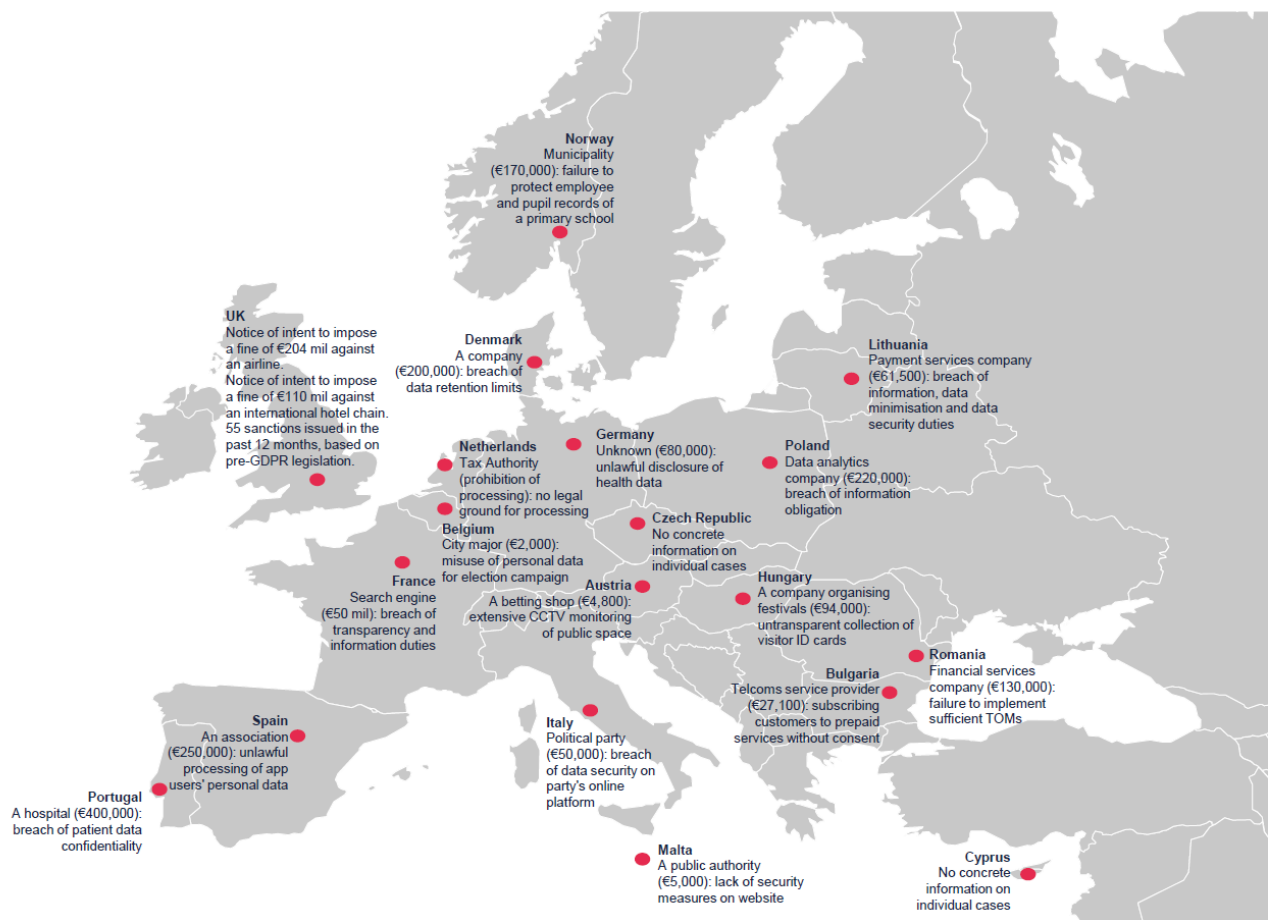 Norway
Municipality
(€170,000): failure to
protect employee
and pupil records of
a primary school
UK
Notice of intent to impose
a fine of €204 mil against
an airline.
Notice of intent to impose
a fine of €110 mil against
an international hotel chain.
55 sanctions issued in the
past 12 months, based on
pre-GDPR legislation.
Denmark
A company
(€200,000): breach of
data retention limits
Lithuania
Payment services company
(€61,500): breach of
information, data
minimisation and data
security duties
Netherlands
Tax Authority
(prohibition of
processing): no legal
ground for processing
Germany
Unknown (€80,000):
unlawful disclosure of
health data
Poland
Data analytics
company (€220,000):
breach of information
obligation
Belgium
City major (€2,000):
misuse of personal data
for election campaign
Czech Republic
No concrete
information on
individual cases
France
Search engine
(€50 mil): breach of
transparency and
information duties
Austria
A betting shop (€4,800):
extensive CCTV monitoring
of public space
Hungary
A company organising
festivals (€94,000):
untransparent collection of
visitor ID cards
Romania
Financial services
company (€130,000):
failure to implement
sufficient TOMs
Bulgaria
Telcoms service provider
(€27,100): subscribing
customers to prepaid
services without consent
Spain
An association
(€250,000): unlawful
processing of app
users' personal data
Italy
Political party
(€50,000): breach
of data security on
party's online
platform
Portugal
A hospital (€400,000):
breach of patient data
confidentiality
Malta
A public authority
(€5,000): lack of security
measures on website
Cyprus
No concrete
information on
individual cases